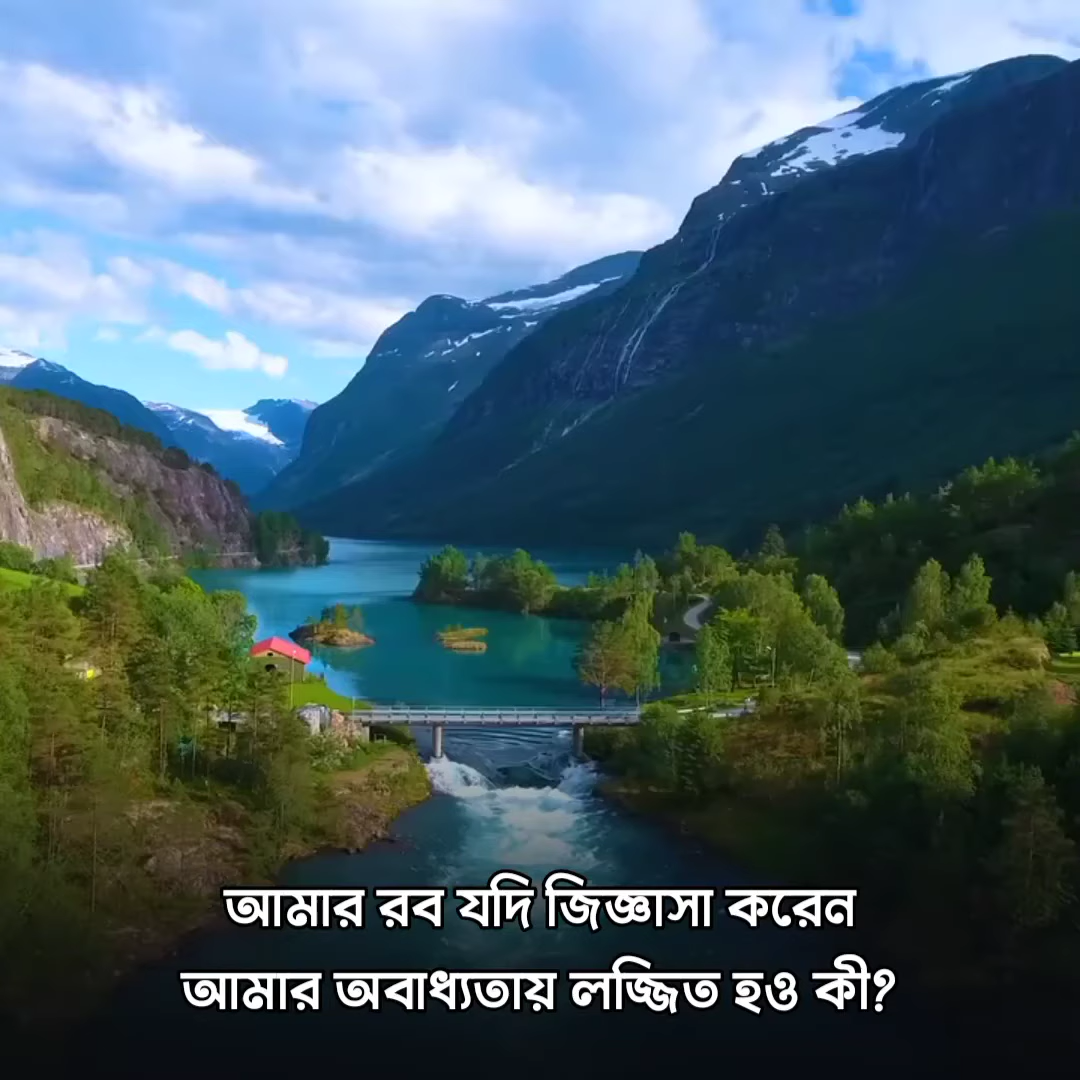 আমার রব যদি জিজ্ঞাসা করেন
আমার অবাধ্যতায় লজ্জিত হও কী?